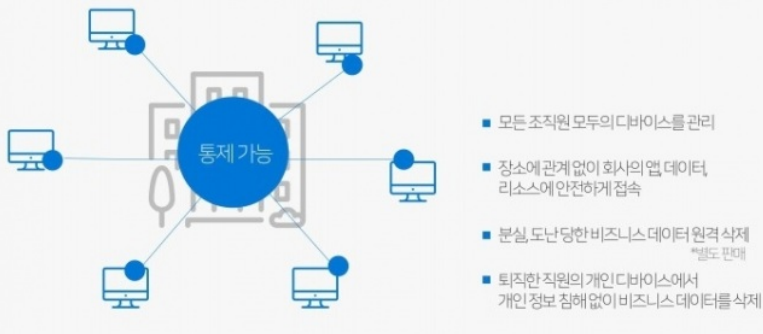 통제 가능
■ 모든 조직원 모두의 디바이스를 관리
■ 장소에 관계 없이 회사의 앱, 데이터,
리소스에 안전하게 접속
■ 분실, 도난 당한 비즈니스 데이터 원격 삭제
**별도 판매
■ 퇴직한 직원의 개인 디바이스에서
개인 정보 침해 없이 비즈니스 데이터를 삭제